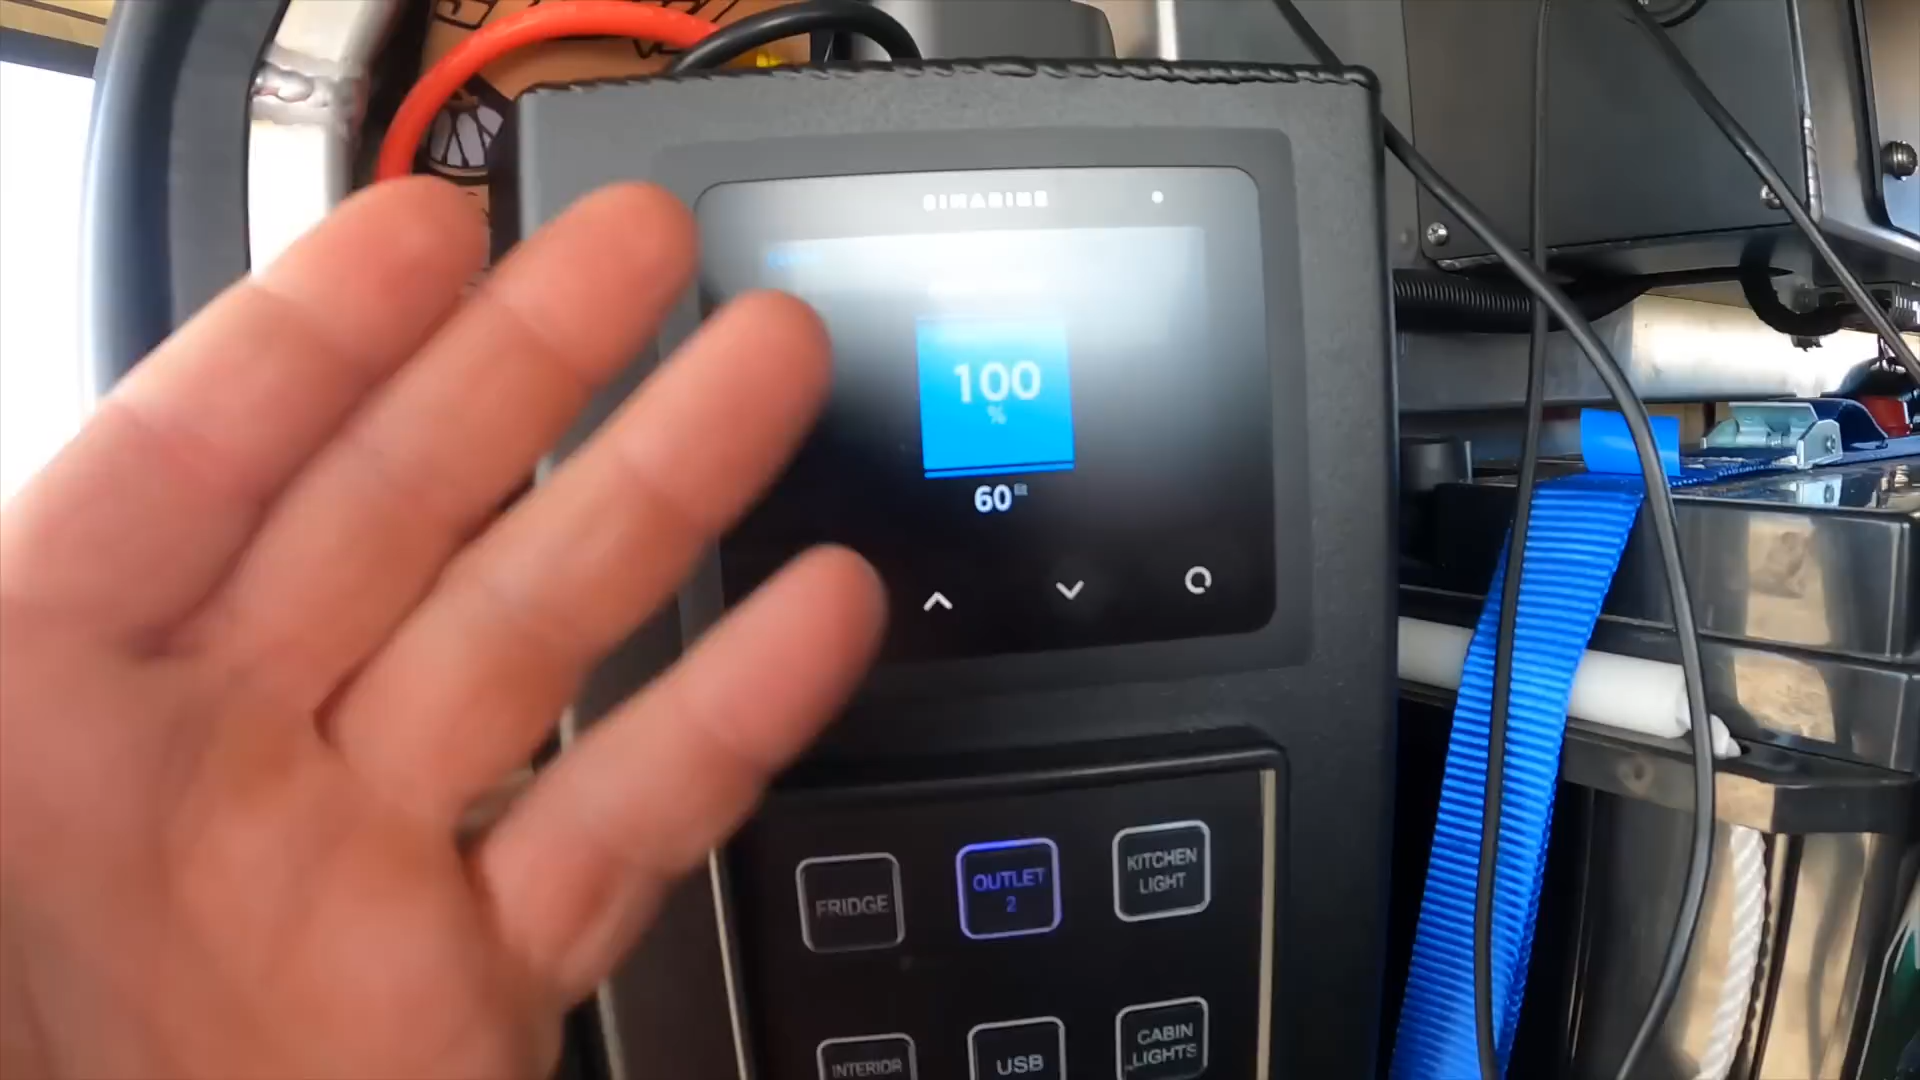 SIMARINE
100
%
60
FRIDGE
OUTLET
2
KITCHEN
LIGHT
INTERIOR
USB
CABIN
LIGHTS